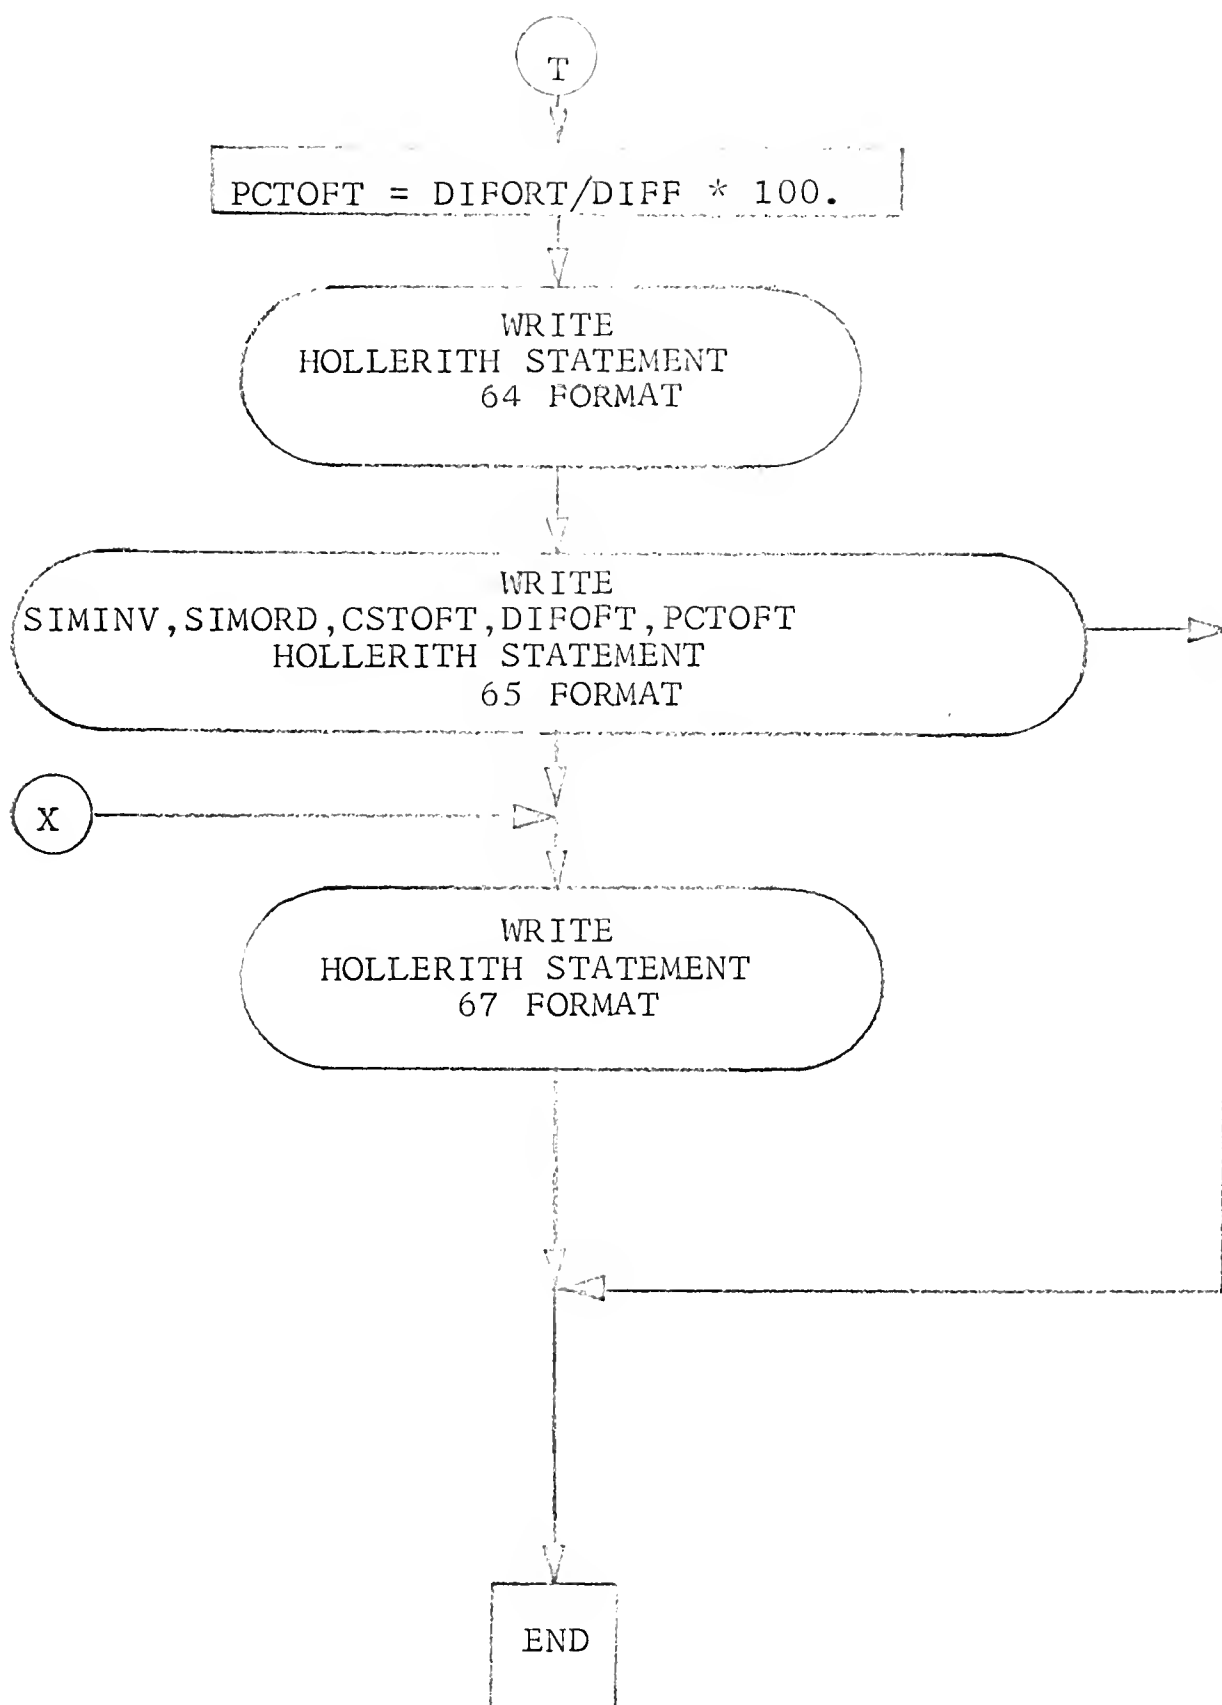 T
PCTOFT = DIFORT/DIFF * 100.
WRITE
HOLLERITH STATEMENT
64 FORMAT
WRITE
SIMINV,SIMORD,CSTOFT,DIFOFT,PCTOFT
HOLLERITH STATEMENT
65 FORMAT
X
WRITE
HOLLERITH STATEMENT
67 FORMAT
END